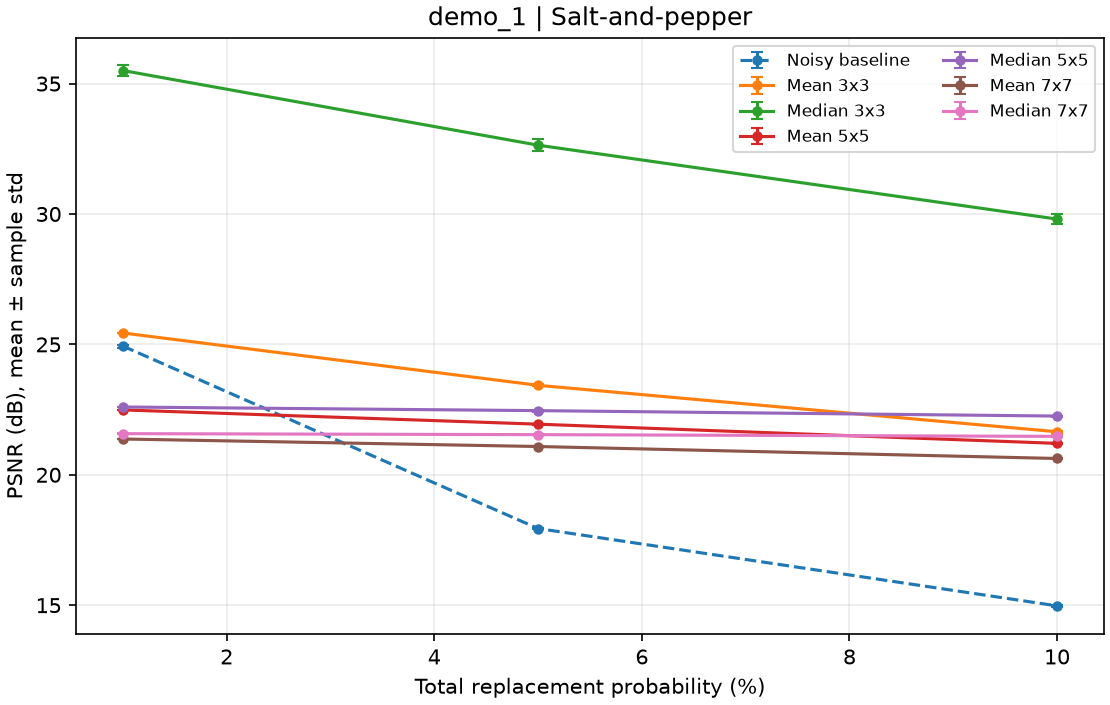 demo_1 | Salt-and-pepper
PSNR (dB), mean ± sample std
35
30
25
20
15
Noisy baseline
Mean 3x3
Median 3x3
Mean 5x5
Median 5x5
Mean 7x7
Median 7x7
2
4
6
8
10
Total replacement probability (%)